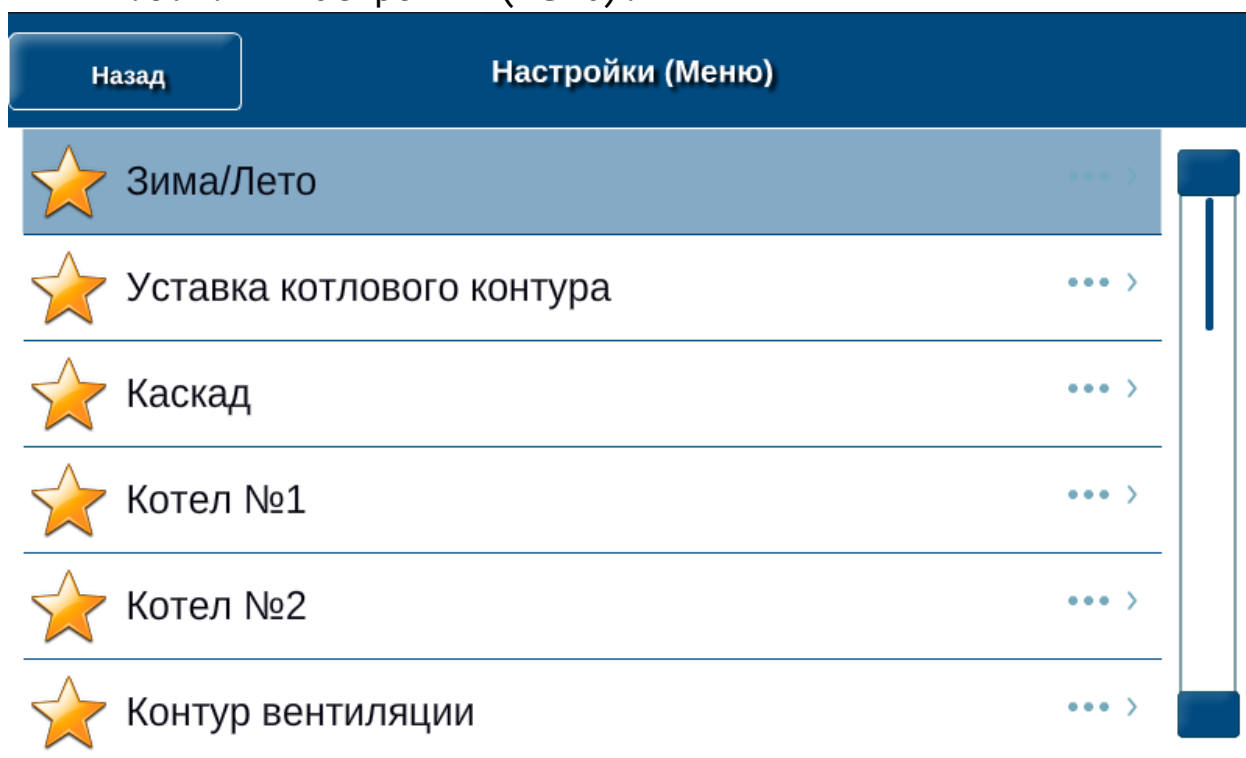 Назад
Настройки (Меню)
Зима/Лето
Уставка котлового контура
Каскад
Котел №1
Котел №2
Контур вентиляции